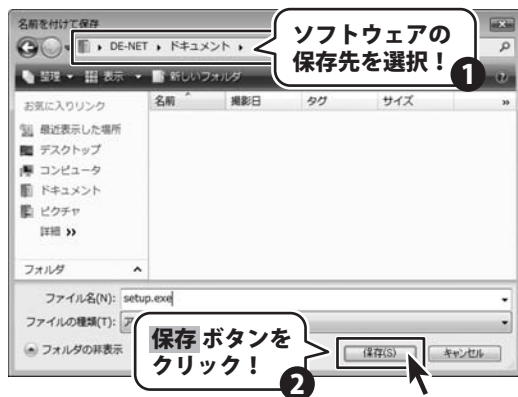 名前を付けて保存
DE-NET ▸ ドキュメント ▸
ソフトウェアの
保存先を選択！
1
整理 表示 新しいフォルダ
お気に入りリンク
名前 撮影日 タグ サイズ »
最近表示した場所
デスクトップ
コンピュータ
ドキュメント
ピクチャ
詳細 »
フォルダ
ファイル名(N): setup.exe
ファイルの種類(T): ア
フォルダの非表示
保存 ボタンを
クリック！
2
保存(S) キャンセル